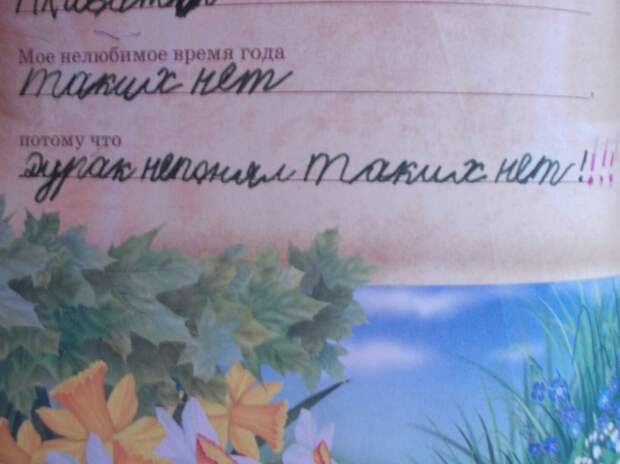 Мое нелюбимое время года
таких нет
потому что
дурак непонял таких нет!!!!